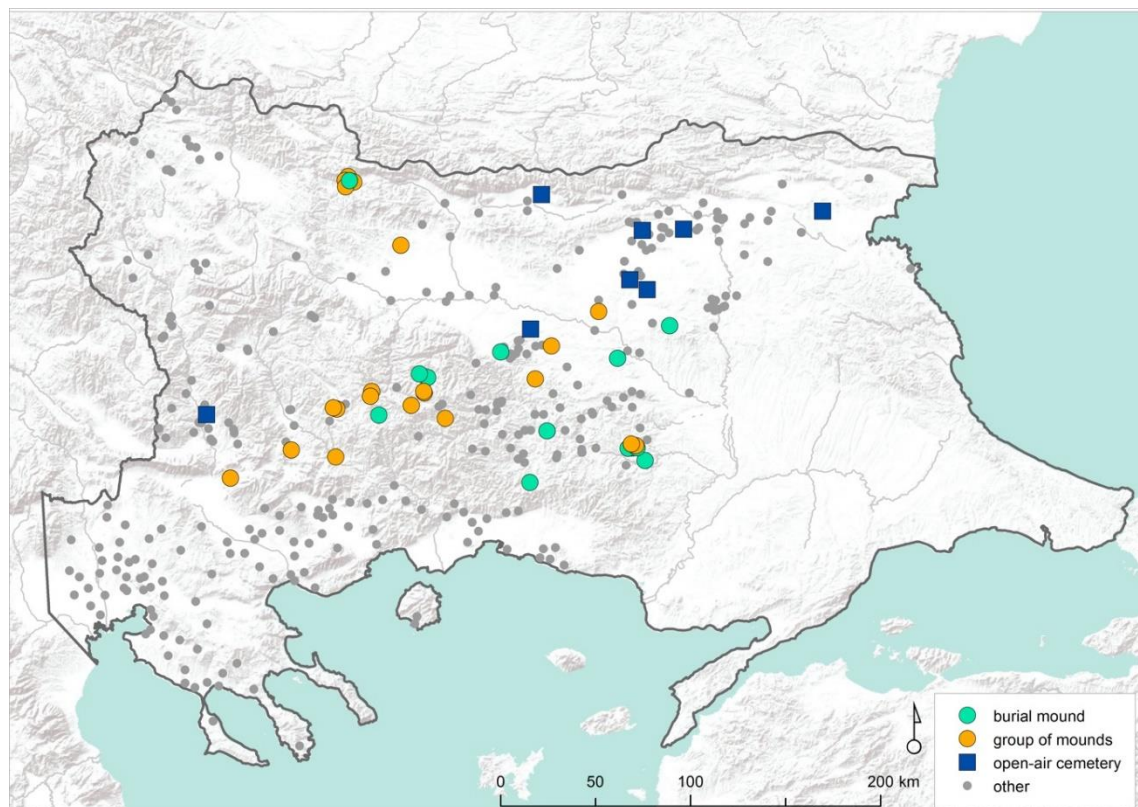 burial mound
group of mounds
open-air cemetery
other
0 50 100 200 km